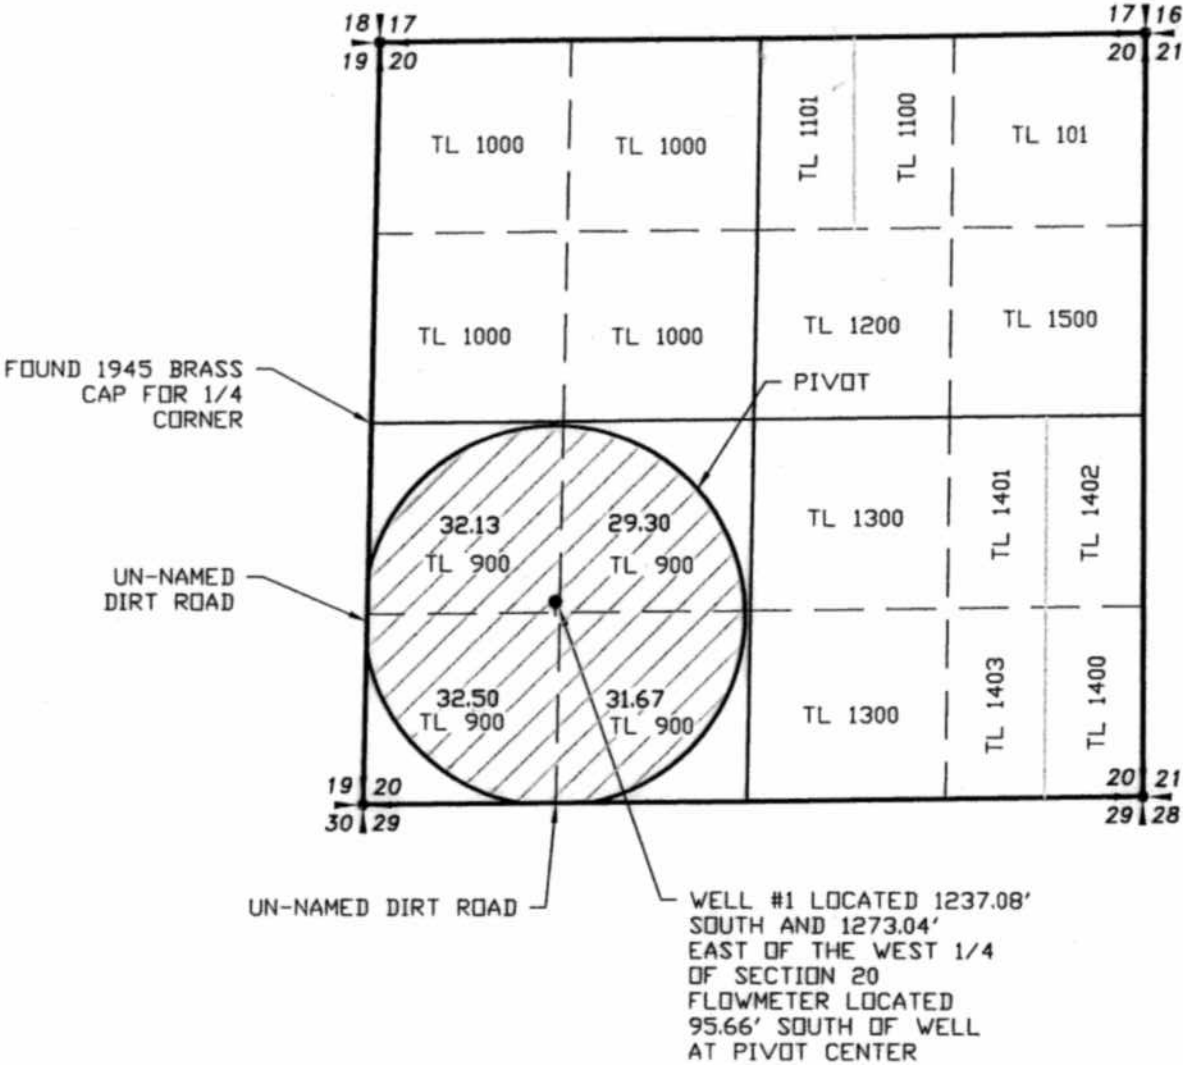 18 17
17 16
19 20
20 21
TL 1000
TL 1000
TL 1101
TL 1100
TL 101
TL 1000
TL 1000
TL 1200
TL 1500
FOUND 1945 BRASS
CAP FOR 1/4
CORNER
PIVOT
32.13
TL 900
29.30
TL 900
TL 1300
TL 1401
TL 1402
UN-NAMED
DIRT ROAD
32.50
TL 900
31.67
TL 900
TL 1300
TL 1403
TL 1400
19 20
20 21
30 29
29 28
UN-NAMED DIRT ROAD
WELL #1 LOCATED 1237.08'
SOUTH AND 1273.04'
EAST OF THE WEST 1/4
OF SECTION 20
FLOWMETER LOCATED
95.66' SOUTH OF WELL
AT PIVOT CENTER